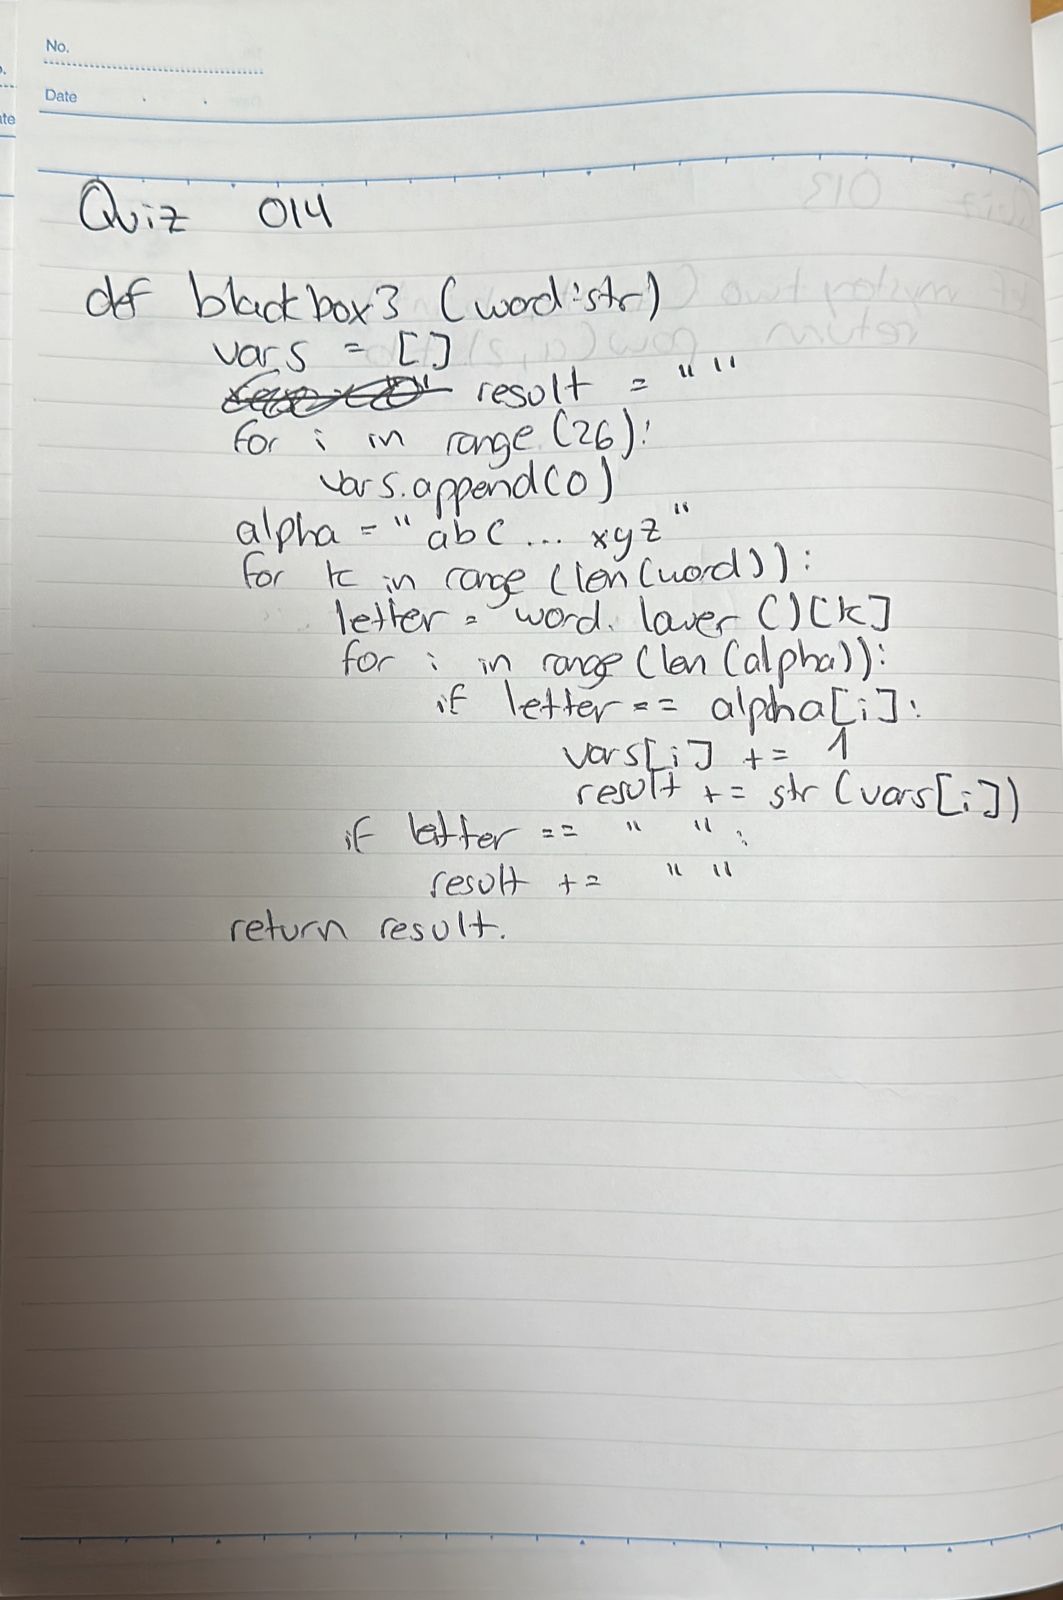 No.
Date
Quiz 014
def blackbox3 (word:str)
vars = []
result = " "
for i in range (26):
vars.append(0)
alpha = "abc ... xyz"
for k in range (len(word)):
letter = word. lower ()[k]
for i in range (len (alpha)):
if letter == alpha[i]:
vars[i] += 1
result += str (vars[i])
if letter == " ":
result += " "
return result.